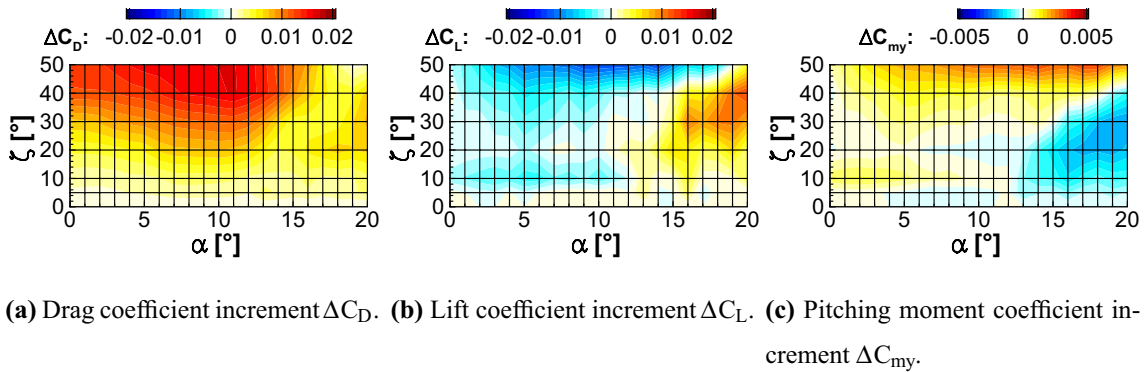 ΔC_D: -0.02 -0.01 0 0.01 0.02
ζ [°]
50
40
30
20
10
0
0 5 10 15 20
α [°]
ΔC_L: -0.02 -0.01 0 0.01 0.02
ζ [°]
50
40
30
20
10
0
0 5 10 15 20
α [°]
ΔC_my: -0.005 0 0.005
ζ [°]
50
40
30
20
10
0
0 5 10 15 20
α [°]
(a) Drag coefficient increment ΔC_D.
(b) Lift coefficient increment ΔC_L.
(c) Pitching moment coefficient in-
crement ΔC_my.